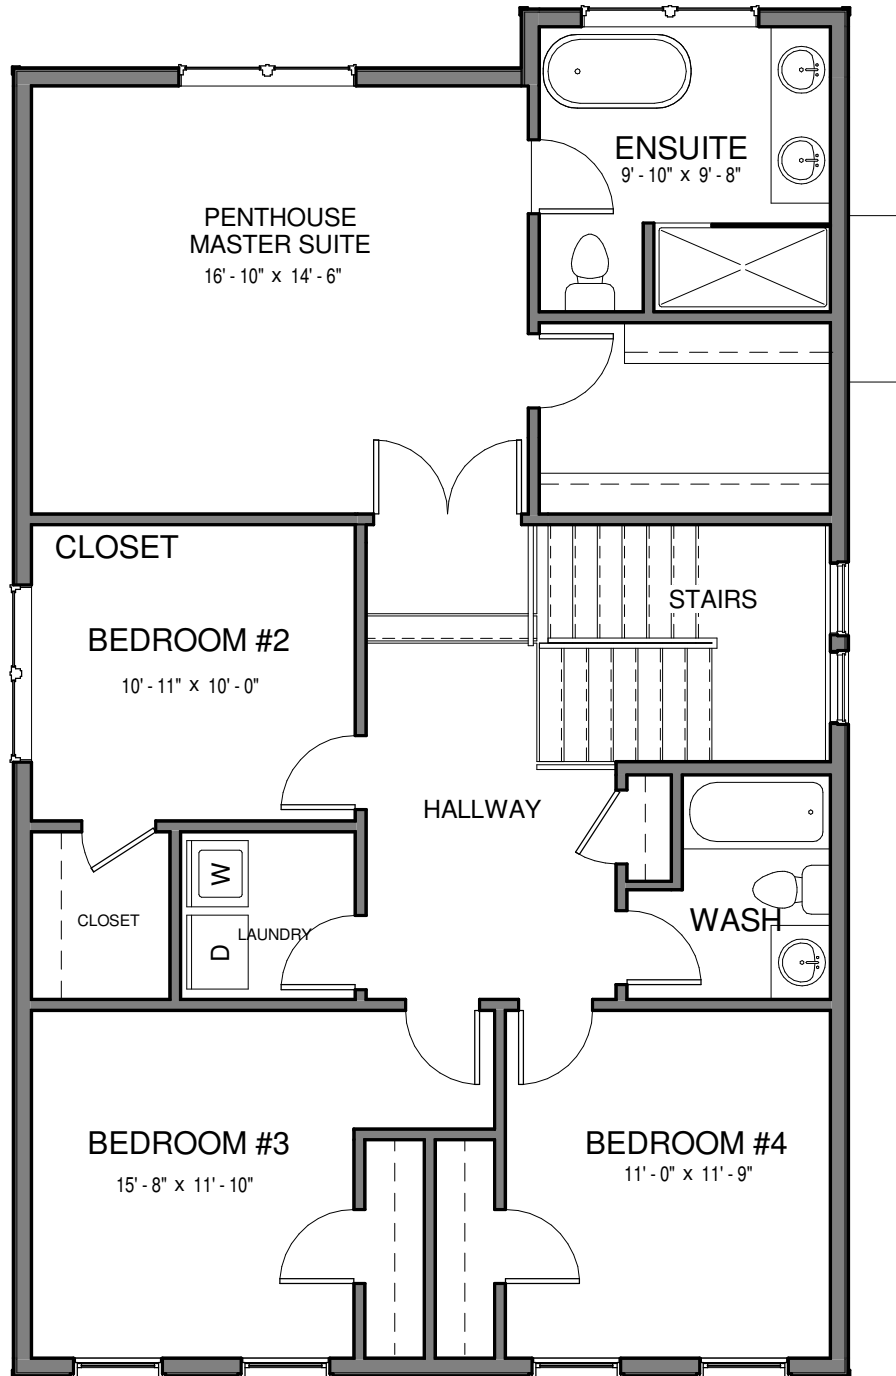 ENSUITE
9' - 10" x 9' - 8"
PENTHOUSE
MASTER SUITE
16' - 10" x 14' - 6"
CLOSET
STAIRS
BEDROOM #2
10' - 11" x 10' - 0"
HALLWAY
W
CLOSET
LAUNDRY
D
WASH
BEDROOM #3
15' - 8" x 11' - 10"
BEDROOM #4
11' - 0" x 11' - 9"